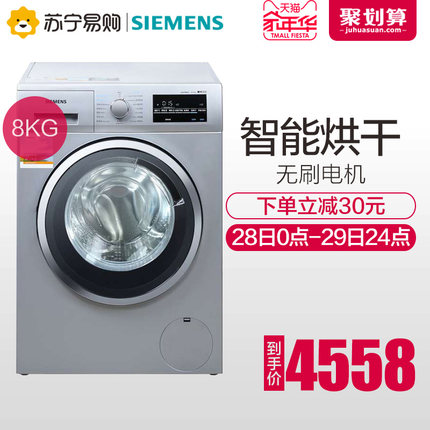 苏宁易购 SIEMENS
天猫
年华
TMALL FIESTA
聚划算
juhuasuan.com
8KG
SIEMENS
智能烘干
无刷电机
下单立减30元
28日0点-29日24点
到手价 4558